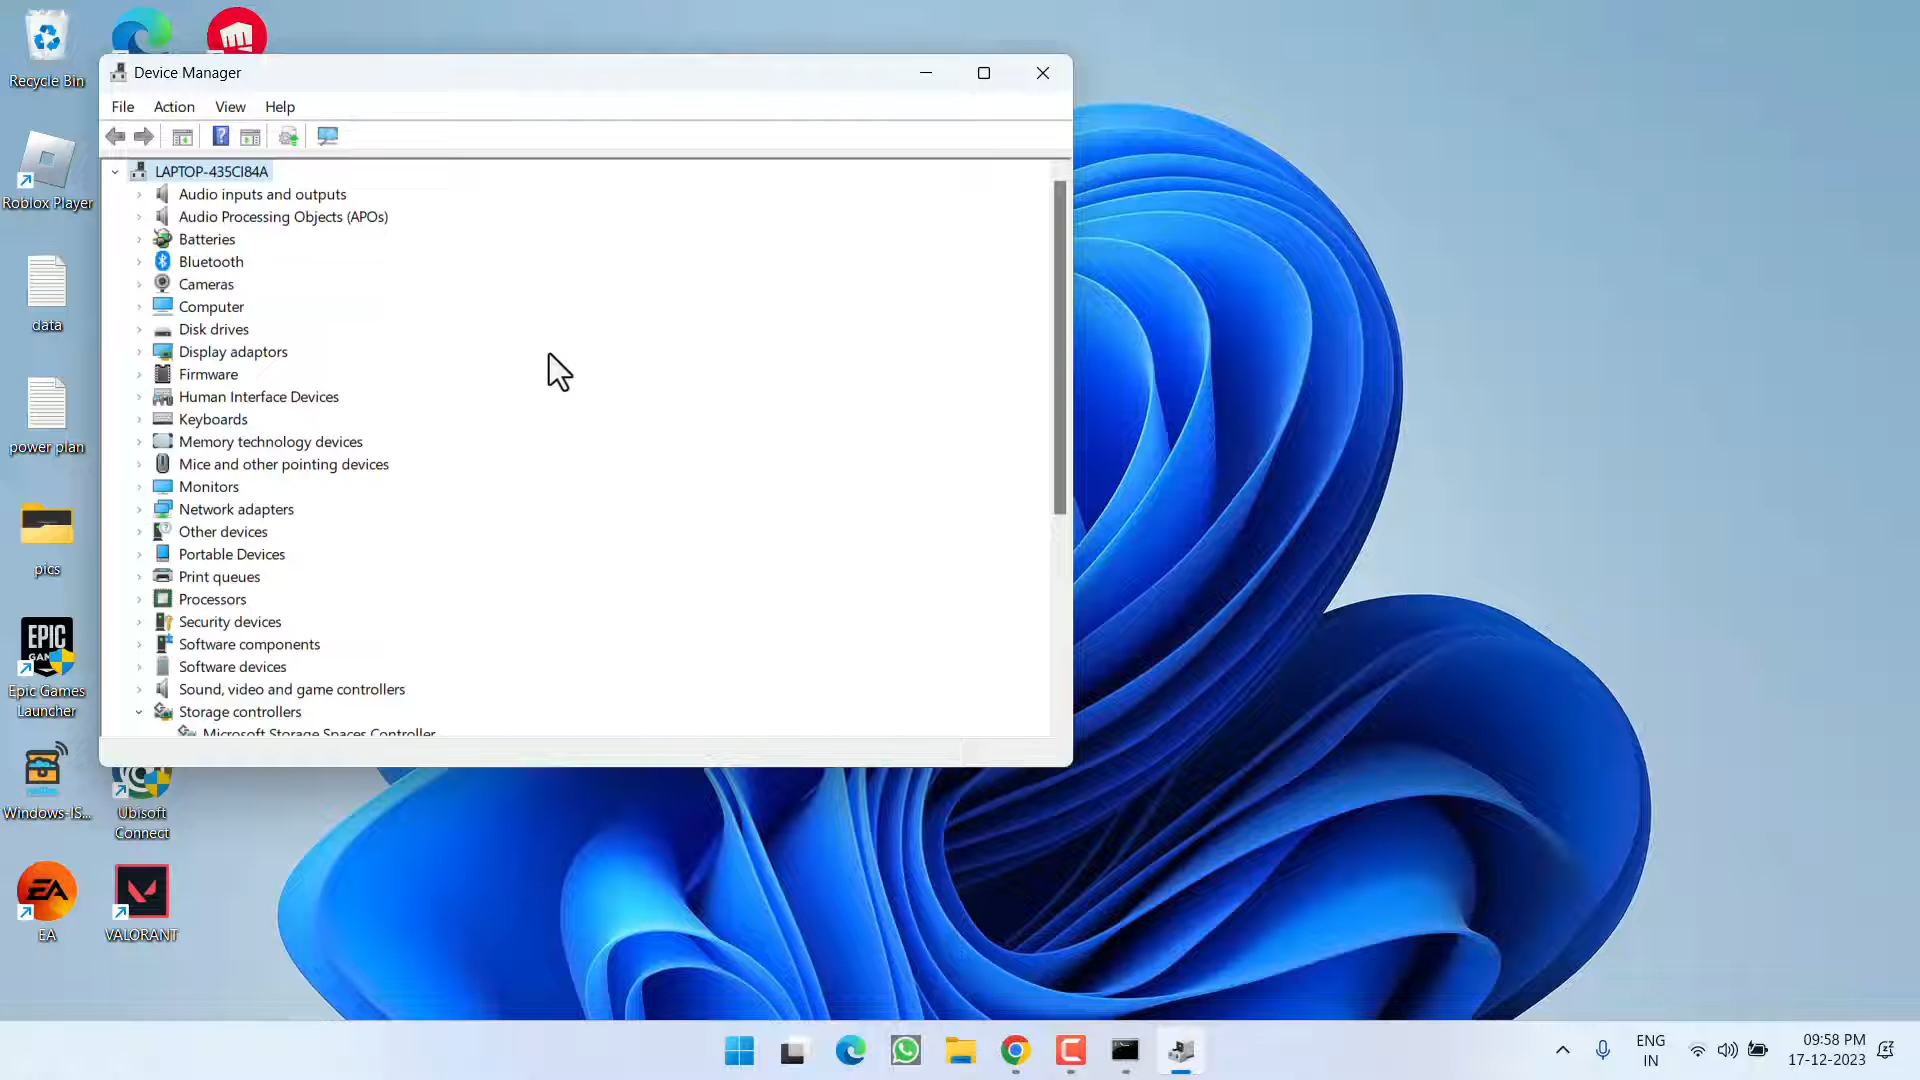 Recycle Bin
Roblox Player
data
power plan
pics
EPIC
GAMES
Epic Games
Launcher
Windows-IS...
Ubisoft
Connect
EA
EA
VALORANT
Device Manager
File Action View Help
LAPTOP-435CI84A
Audio inputs and outputs
Audio Processing Objects (APOs)
Batteries
Bluetooth
Cameras
Computer
Disk drives
Display adaptors
Firmware
Human Interface Devices
Keyboards
Memory technology devices
Mice and other pointing devices
Monitors
Network adapters
Other devices
Portable Devices
Print queues
Processors
Security devices
Software components
Software devices
Sound, video and game controllers
Storage controllers
Microsoft Storage Spaces Controller
ENG
IN
09:58 PM
17-12-2023